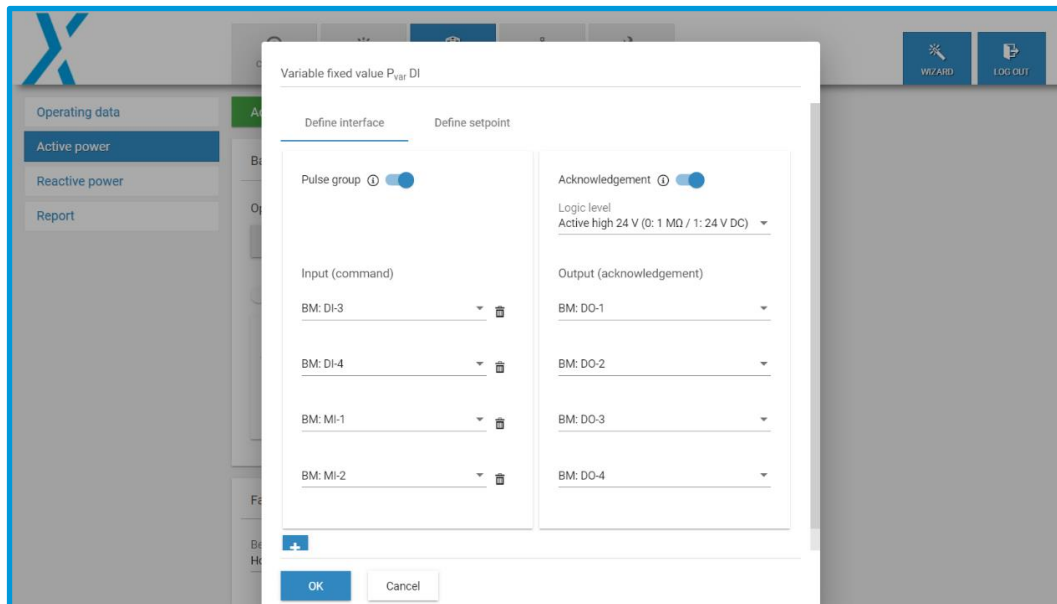 WIZARD
LOG OUT
Operating data
Active power
Reactive power
Report
Variable fixed value Pvar DI
Define interface
Define setpoint
Pulse group
Acknowledgement
Logic level
Active high 24 V (0: 1 MΩ / 1: 24 V DC)
Input (command)
Output (acknowledgement)
BM: DI-3
BM: DO-1
BM: DI-4
BM: DO-2
BM: MI-1
BM: DO-3
BM: MI-2
BM: DO-4
OK
Cancel